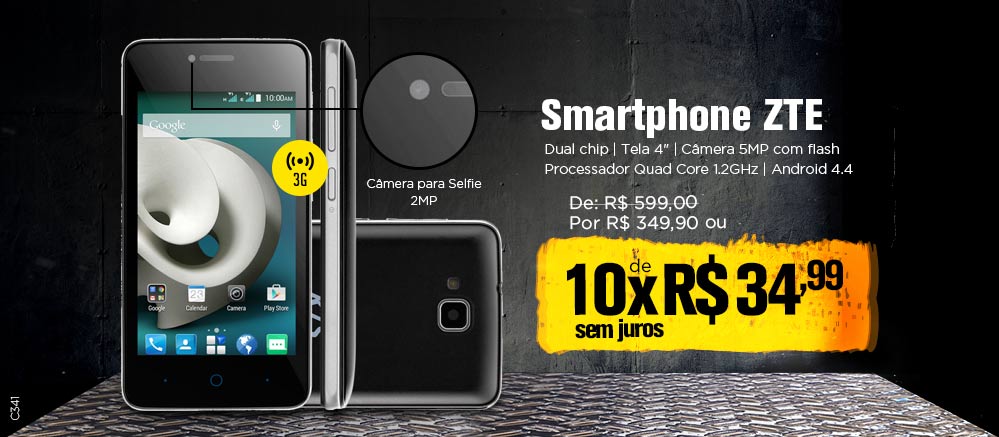 10:00AM
Google
3G
Google
Calendar
Camera
Play Store
23
Câmera para Selfie
2MP
Smartphone ZTE
Dual chip | Tela 4" | Câmera 5MP com flash
Processador Quad Core 1.2GHz | Android 4.4
De: R$ 599,00
Por R$ 349,90 ou
10x de R$ 34,99
sem juros
C341